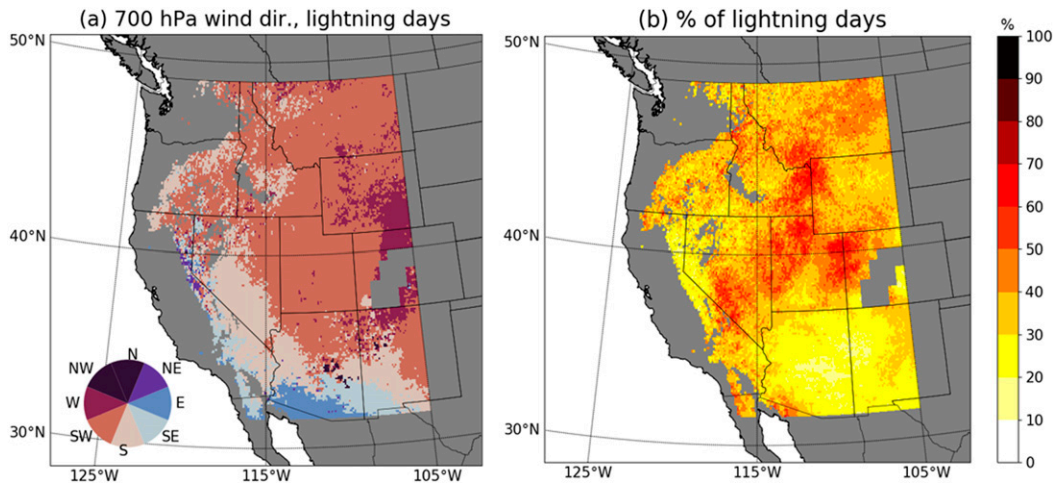 (a) 700 hPa wind dir., lightning days
(b) % of lightning days
50°N
40°N
30°N
125°W
115°W
105°W
N
NW
NE
W
E
SW
SE
S
50°N
40°N
30°N
125°W
115°W
105°W
%
100
90
80
70
60
50
40
30
20
10
0